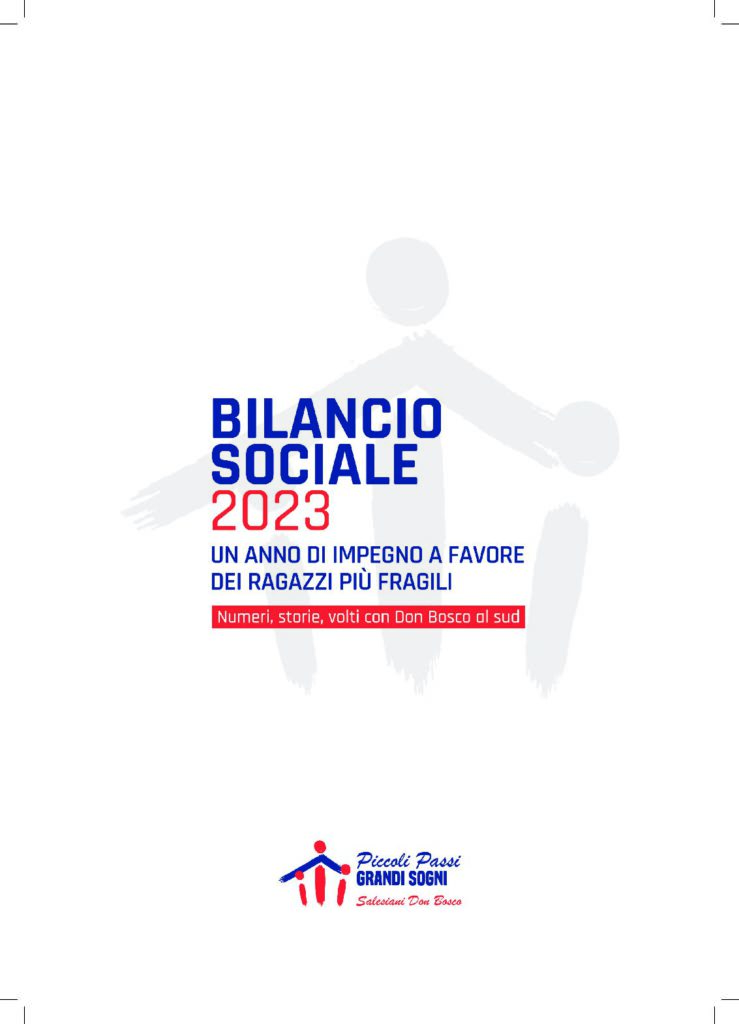 BILANCIO
SOCIALE
2023
UN ANNO DI IMPEGNO A FAVORE
DEI RAGAZZI PIÙ FRAGILI
Numeri, storie, volti con Don Bosco al sud
Piccoli Passi
GRANDI SOGNI
Salesiani Don Bosco